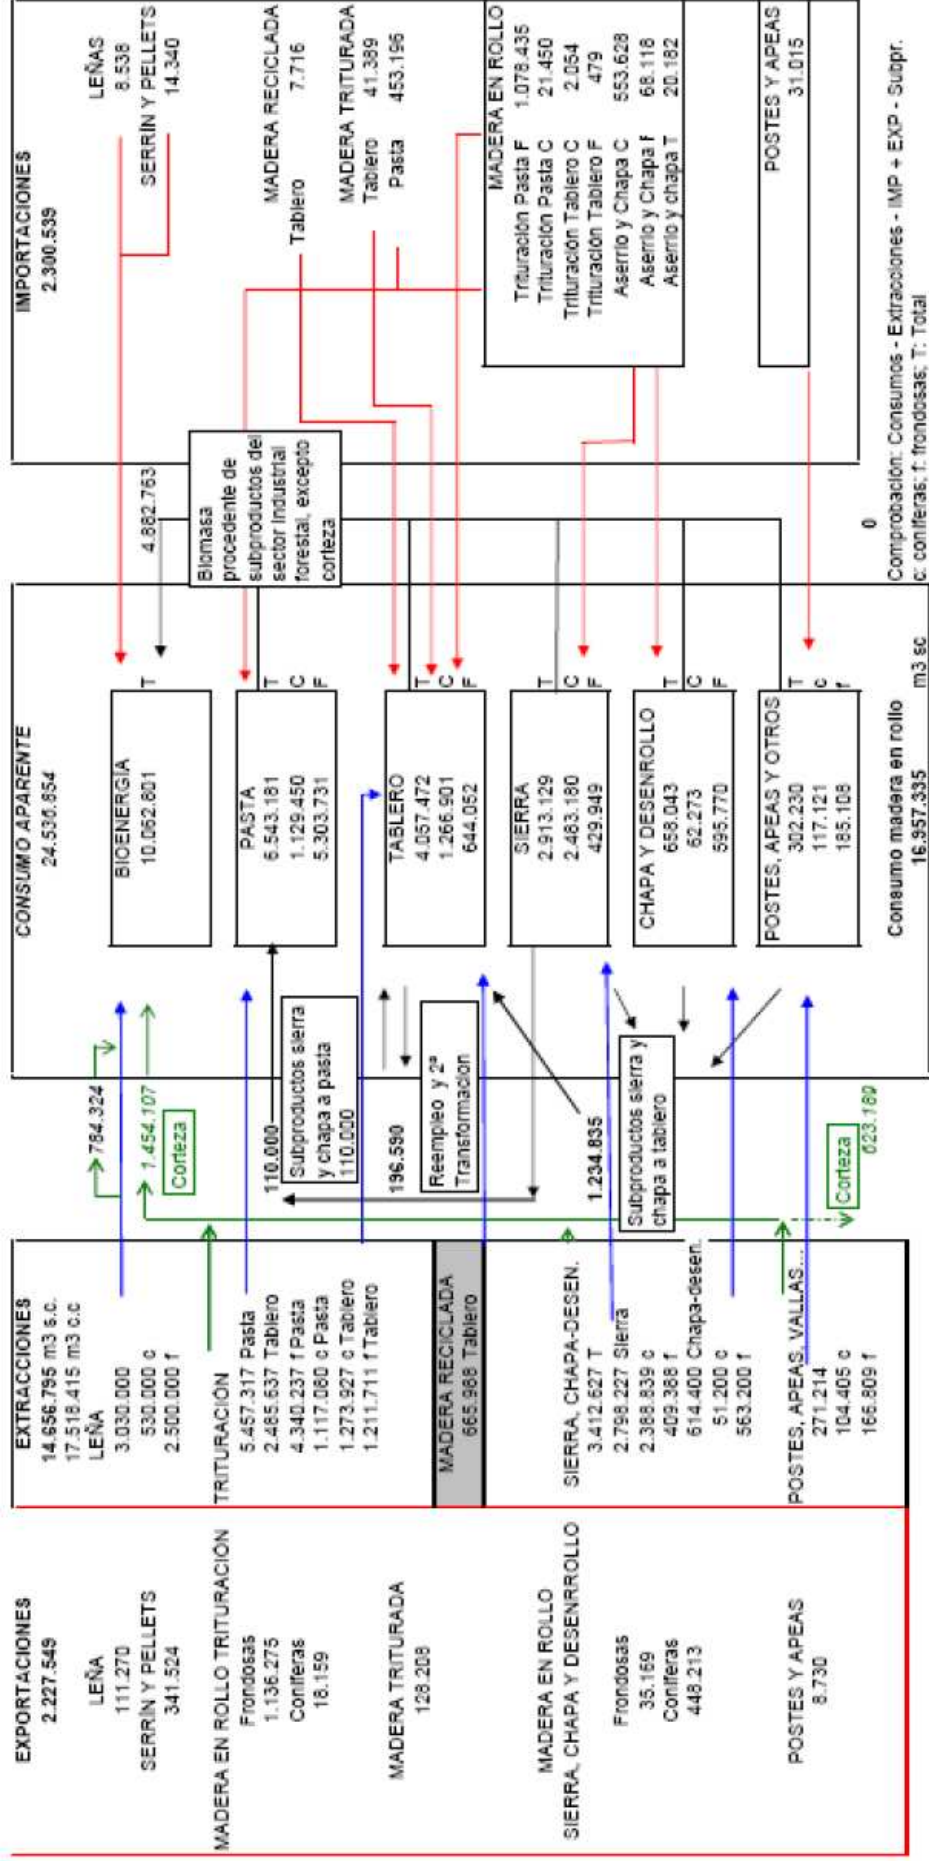 EXPORTACIONES
2.227.549
LEÑA
111.270
SERRÍN Y PELLETS
341.524
MADERA EN ROLLO TRITURACIÓN
Frondosas
1.136.275
Coníferas
18.159
MADERA TRITURADA
128.208
MADERA EN ROLLO
SIERRA, CHAPA Y DESENRROLLO
Frondosas
35.169
Coníferas
448.213
POSTES Y APEAS
8.730
EXTRACCIONES
14.656.795 m3 s.c.
17.518.415 m3 c.c
LEÑA
3.030.000
530.000 c
2.500.000 f
TRITURACIÓN
5.457.317 Pasta
2.485.637 Tablero
4.340.237 f Pasta
1.117.080 c Pasta
1.273.927 c Tablero
1.211.711 f Tablero
MADERA RECICLADA
665.988 Tablero
SIERRA, CHAPA-DESEN.
3.412.627 T
2.798.227 Sierra
2.388.839 c
409.388 f
614.400 Chapa-desen.
51.200 c
563.200 f
POSTES, APEAS, VALLAS...
271.214
104.405 c
166.809 f
784.324
1.454.107
Corteza
110.000
Subproductos sierra
y chapa a pasta
110.000
196.590
Reempleo y 2ª
Transformacion
1.234.835
Subproductos sierra y
chapa a tablero
Corteza
623.189
CONSUMO APARENTE
24.536.854
BIOENERGÍA
10.062.801
T
PASTA
6.543.181 T
1.129.450 C
5.303.731 F
TABLERO
4.057.472 T
1.266.901 C
644.052 F
SIERRA
2.913.129 T
2.483.180 C
429.949 F
CHAPA Y DESENROLLO
658.043 T
62.273 C
595.770 F
POSTES, APEAS Y OTROS
302.230 T
117.121 c
185.108 f
Consumo madera en rollo
16.957.335 m3 sc
4.882.763
Biomasa
procedente de
subproductos del
sector industrial
forestal, excepto
corteza
0
IMPORTACIONES
2.300.539
LEÑAS
8.538
SERRÍN Y PELLETS
14.340
MADERA RECICLADA
Tablero 7.716
MADERA TRITURADA
Tablero 41.389
Pasta 453.196
MADERA EN ROLLO
Trituración Pasta F 1.078.435
Trituración Pasta C 21.450
Trituración Tablero C 2.054
Trituración Tablero F 479
Aserrio y Chapa C 553.628
Aserrio y Chapa F 68.118
Aserrio y chapa T 20.182
POSTES Y APEAS
31.015
Comprobación: Consumos - Extracciones - IMP + EXP - Subpr.
c: coníferas; f: frondosas; T: Total